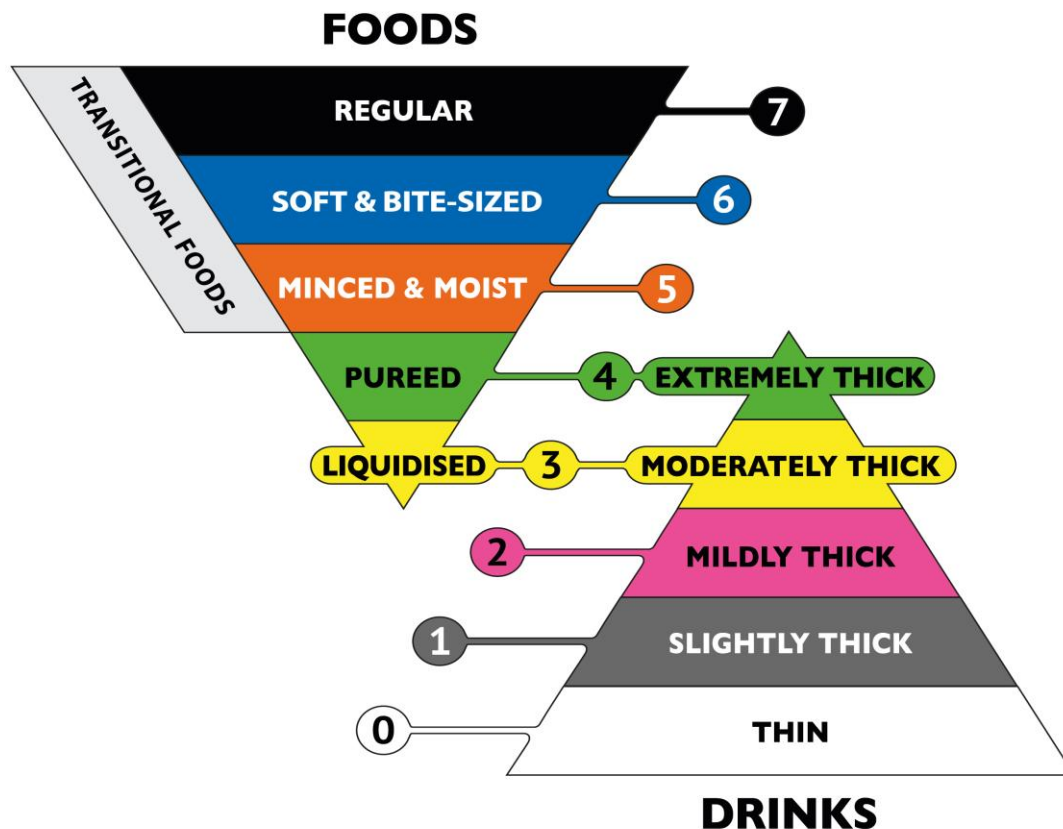 FOODS
TRANSITIONAL FOODS
REGULAR
7
SOFT & BITE-SIZED
6
MINCED & MOIST
5
PUREED
4
EXTREMELY THICK
LIQUIDISED
3
MODERATELY THICK
2
MILDLY THICK
1
SLIGHTLY THICK
0
THIN
DRINKS